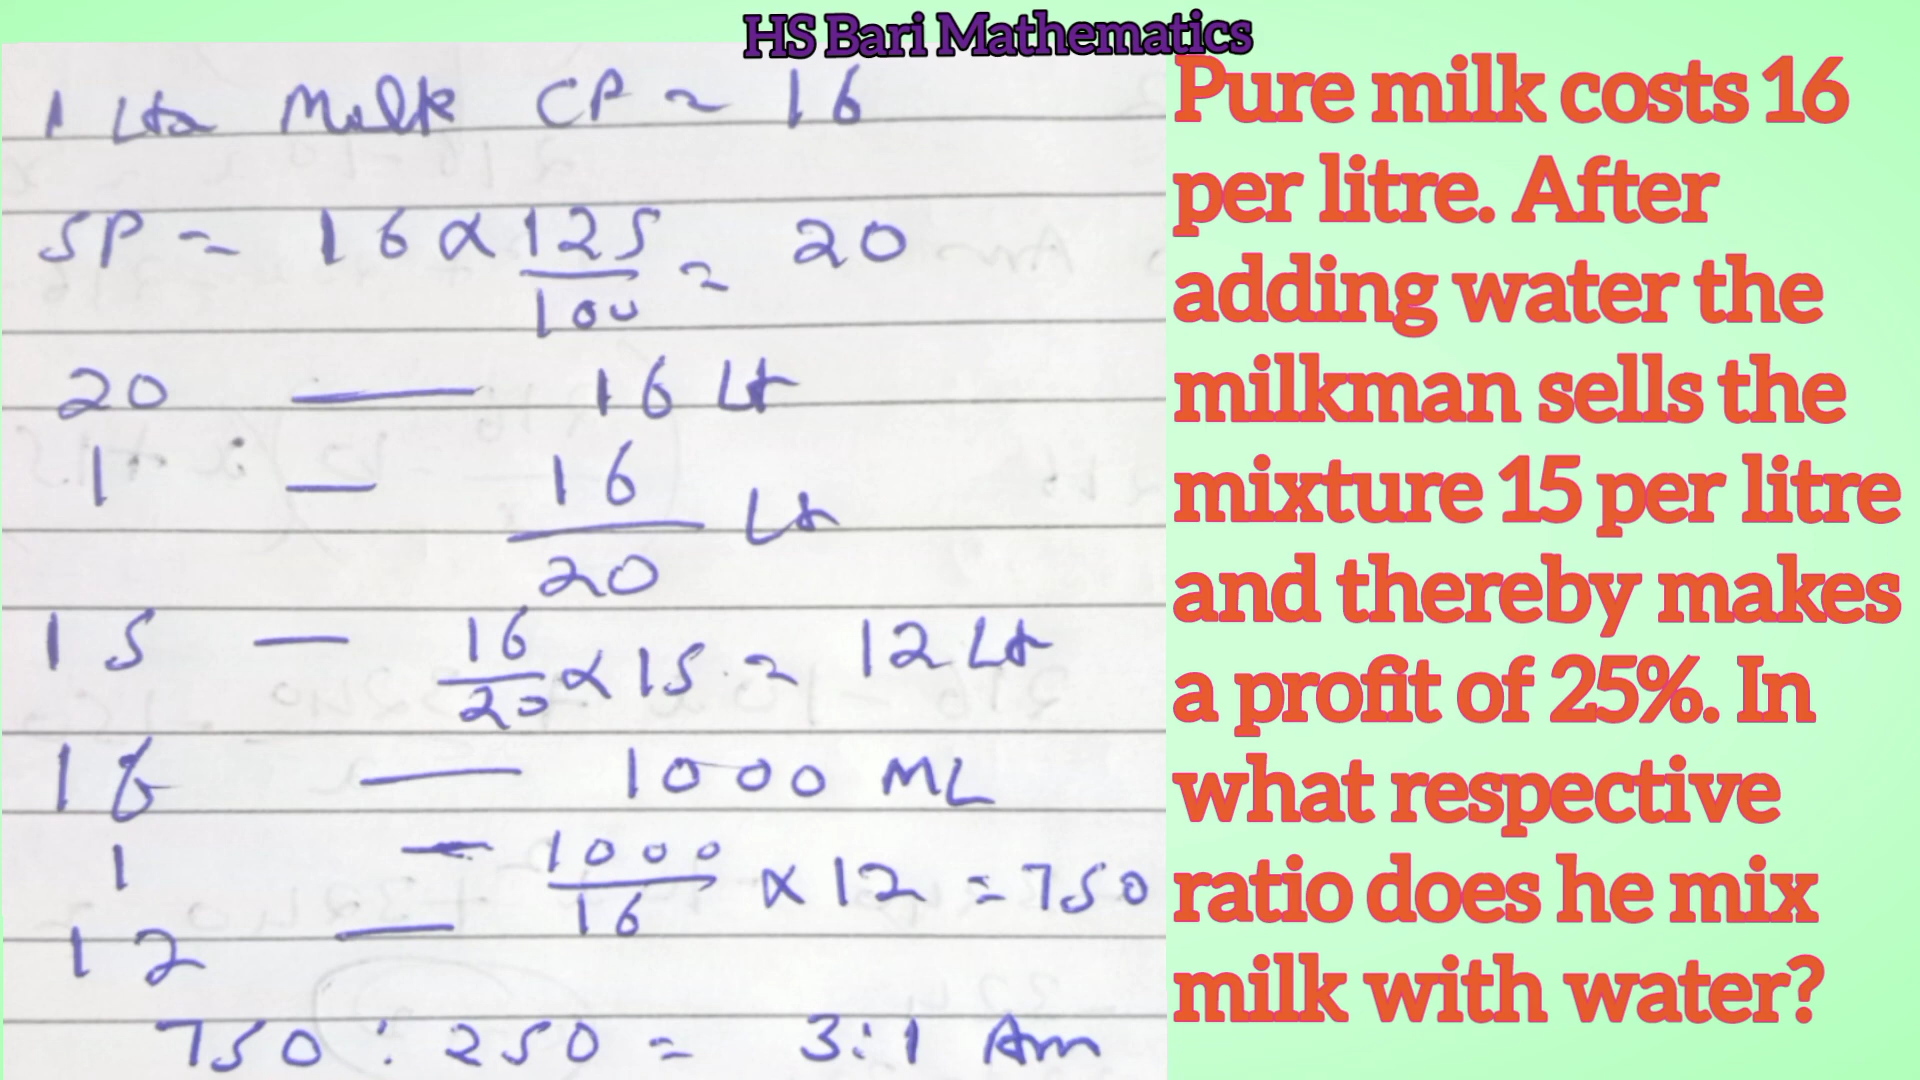 HS Bari Mathematics
1 Ltr Milk CP = 16
SP = 16 × 125/100 = 20
20 — 16 Lt
1 — 16/20 Lt
15 — 16/20 × 15 = 12 Lt
16 — 1000 ML
1 — 1000/16 × 12 = 750
12 —
750 : 250 = 3:1 Ans
Pure milk costs 16
per litre. After
adding water the
milkman sells the
mixture 15 per litre
and thereby makes
a profit of 25%. In
what respective
ratio does he mix
milk with water?